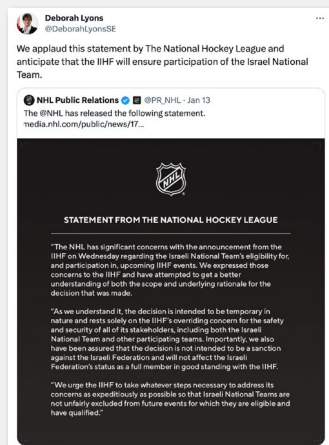 Deborah Lyons
@DeborahLyonsSE
We applaud this statement by The National Hockey League and
anticipate that the IIHF will ensure participation of the Israel National
Team.
NHL Public Relations @PR_NHL · Jan 13
The @NHL has released the following statement.
media.nhl.com/public/news/17...
NHL
STATEMENT FROM THE NATIONAL HOCKEY LEAGUE
"The NHL has significant concerns with the announcement from the
IIHF on Wednesday regarding the Israel National Team's eligibility for,
and participation in, upcoming IIHF events. We expressed those
concerns to the IIHF and have attempted to get a better
understanding of both the scope and underlying rationale for the
decision that was made.
"As we understand it, the decision is intended to be temporary in
nature and rests solely on the IIHF's overriding concern for the safety
and security of all of its stakeholders, including both the Israeli
National Team and other participating teams. Importantly, we also
have been assured that the decision is not intended to be a sanction
against the Israeli Federation and will not affect the Israeli
Federation's status as a full member in good standing with the IIHF.
"We urge the IIHF to take whatever steps necessary to address its
concerns as expeditiously as possible so that Israeli National Teams are
not unfairly excluded from future events for which they are eligible and
have qualified."